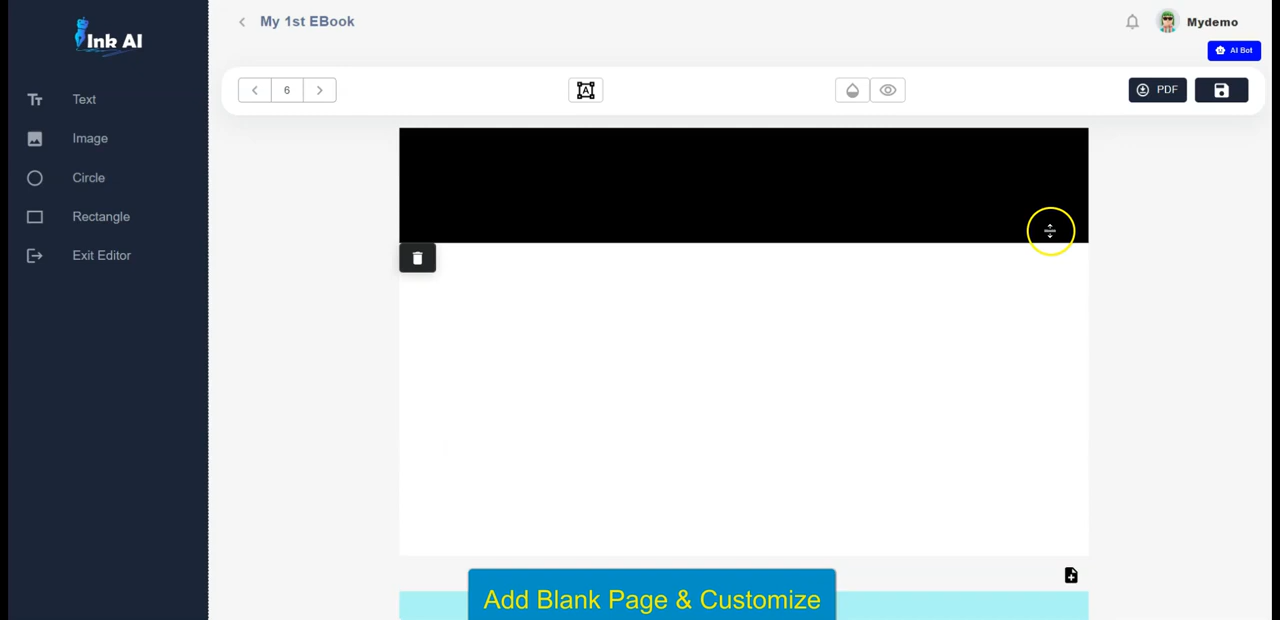 Ink AI
My 1st EBook
Mydemo
AI Bot
Text
6
A
PDF
Image
Circle
Rectangle
Exit Editor
Add Blank Page & Customize